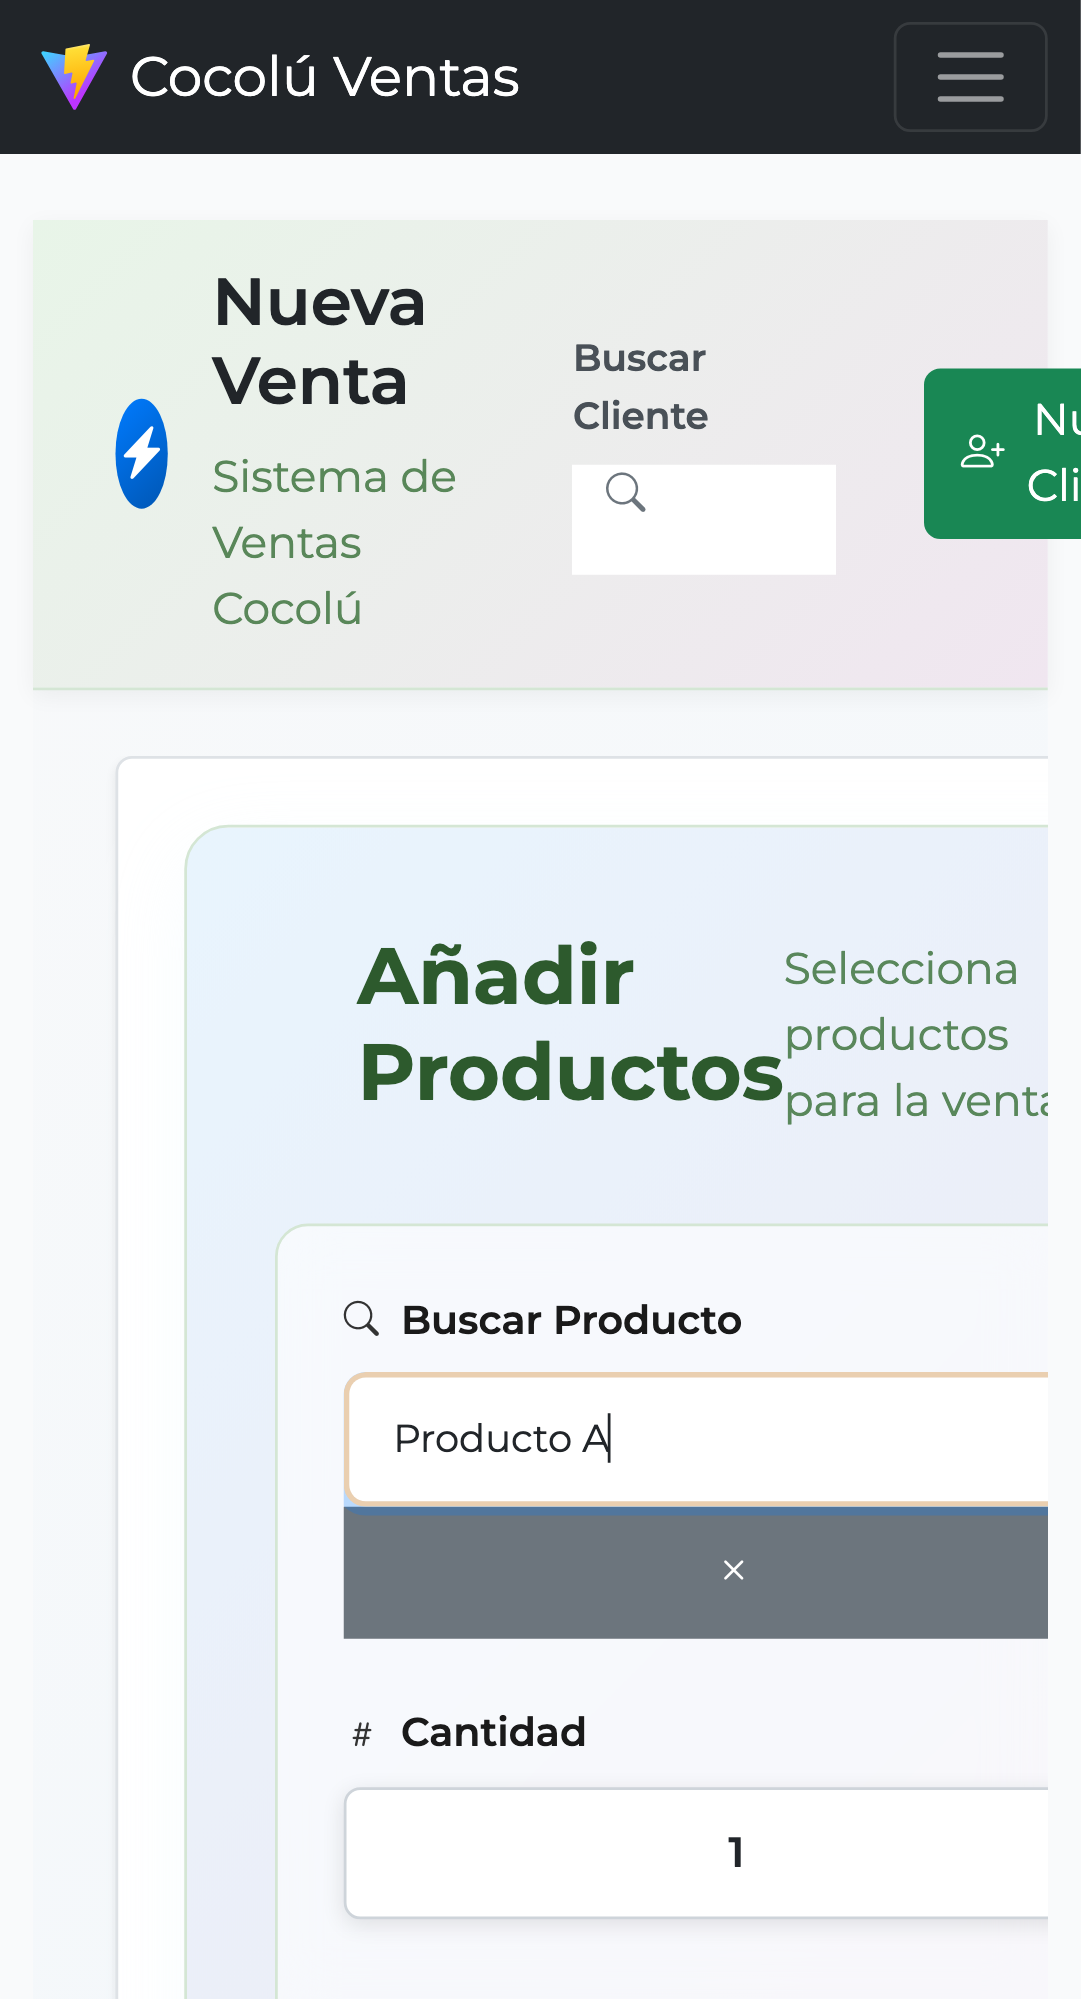 Cocolú Ventas
Nueva
Venta
Sistema de
Ventas
Cocolú
Buscar
Cliente
Nu
Cli
Añadir
Productos
Selecciona
productos
para la venta
Buscar Producto
Producto A
×
# Cantidad
1